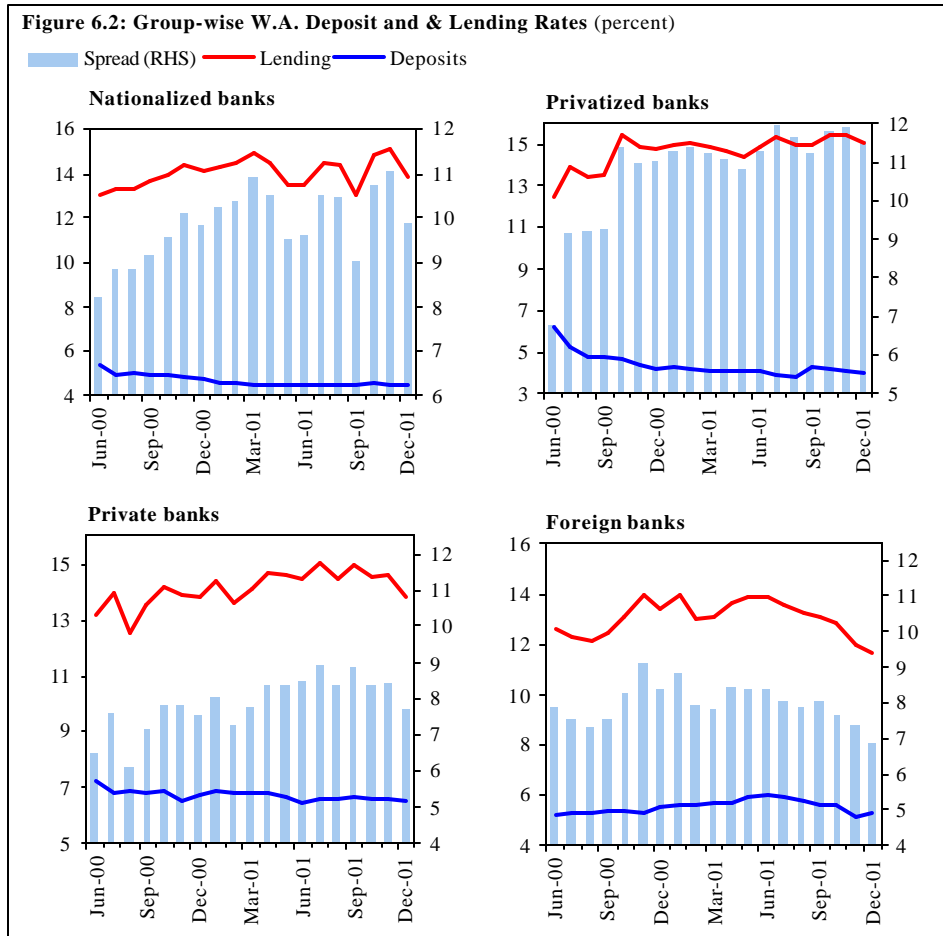 Figure 6.2: Group-wise W.A. Deposit and & Lending Rates (percent)
Spread (RHS) Lending Deposits
Nationalized banks
16
14
12
10
8
6
4
12
11
10
9
8
7
6
Jun-00
Sep-00
Dec-00
Mar-01
Jun-01
Sep-01
Dec-01
Privatized banks
15
13
11
9
7
5
3
12
11
10
9
8
7
6
5
Jun-00
Sep-00
Dec-00
Mar-01
Jun-01
Sep-01
Dec-01
Private banks
15
13
11
9
7
5
12
11
10
9
8
7
6
5
4
Jun-00
Sep-00
Dec-00
Mar-01
Jun-01
Sep-01
Dec-01
Foreign banks
16
14
12
10
8
6
4
12
11
10
9
8
7
6
5
4
Jun-00
Sep-00
Dec-00
Mar-01
Jun-01
Sep-01
Dec-01